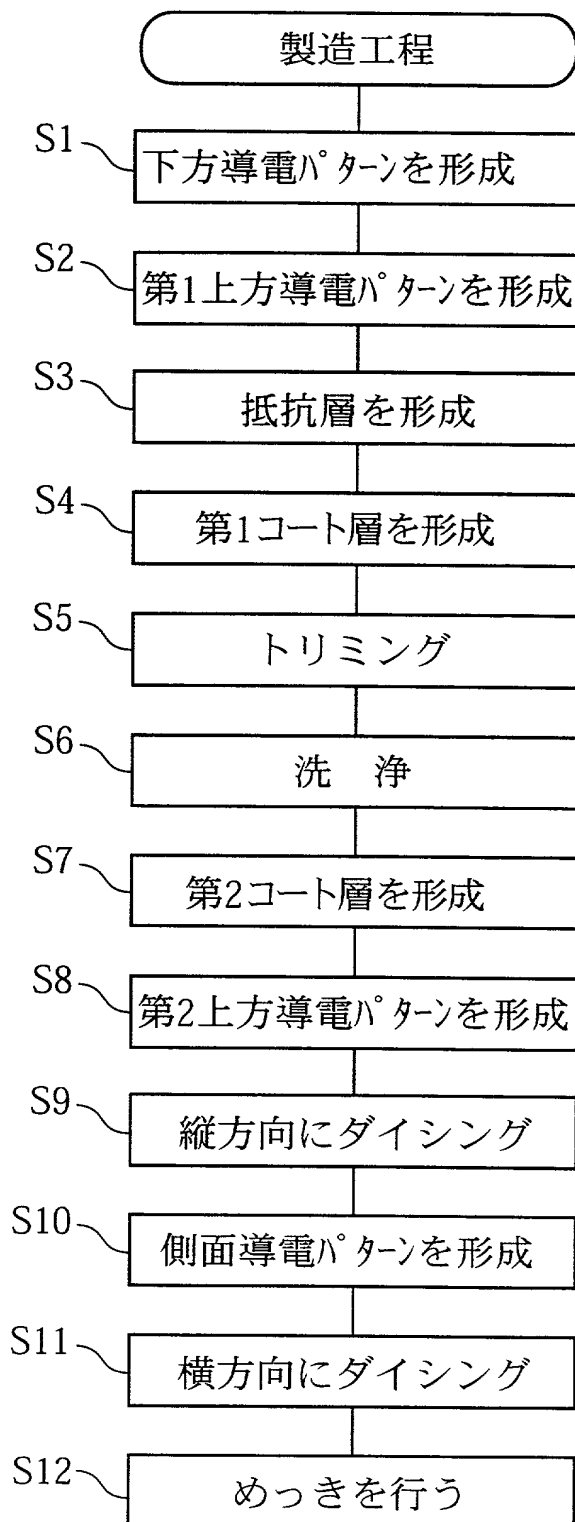 製造工程
S1
下方導電パターンを形成
S2
第1上方導電パターンを形成
S3
抵抗層を形成
S4
第1コート層を形成
S5
トリミング
S6
洗　浄
S7
第2コート層を形成
S8
第2上方導電パターンを形成
S9
縦方向にダイシング
S10
側面導電パターンを形成
S11
横方向にダイシング
S12
めっきを行う